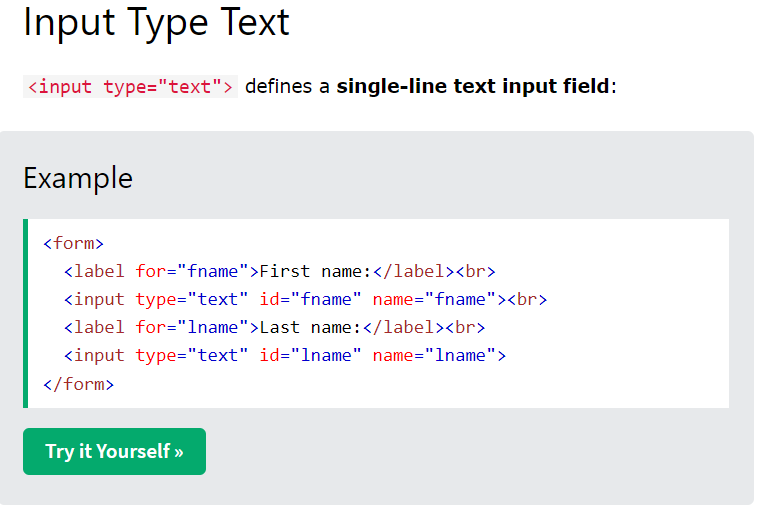 Input Type Text
<input type="text"> defines a single-line text input field:
Example
<form>
  <label for="fname">First name:</label><br>
  <input type="text" id="fname" name="fname"><br>
  <label for="lname">Last name:</label><br>
  <input type="text" id="lname" name="lname">
</form>
Try it Yourself »